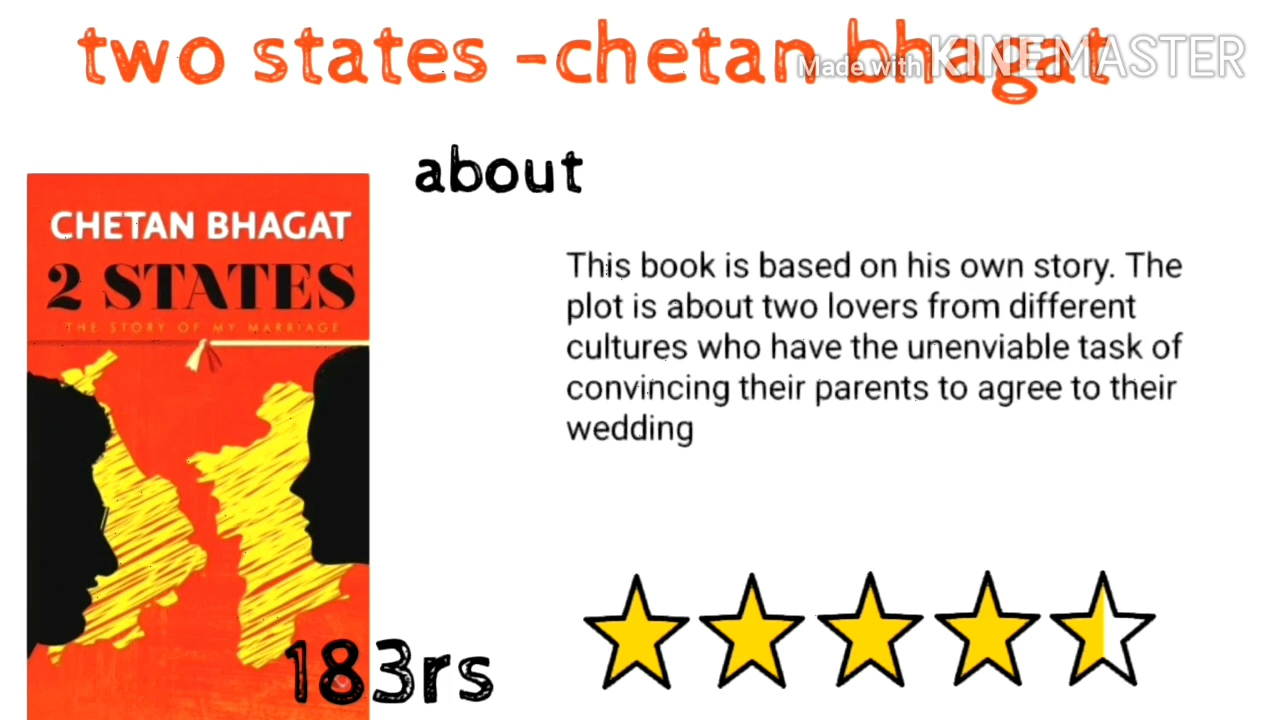 two states -chetan bhagat
Made with KINEMASTER
about
CHETAN BHAGAT
2 STATES
THE STORY OF MY MARRIAGE
This book is based on his own story. The
plot is about two lovers from different
cultures who have the unenviable task of
convincing their parents to agree to their
wedding
183rs